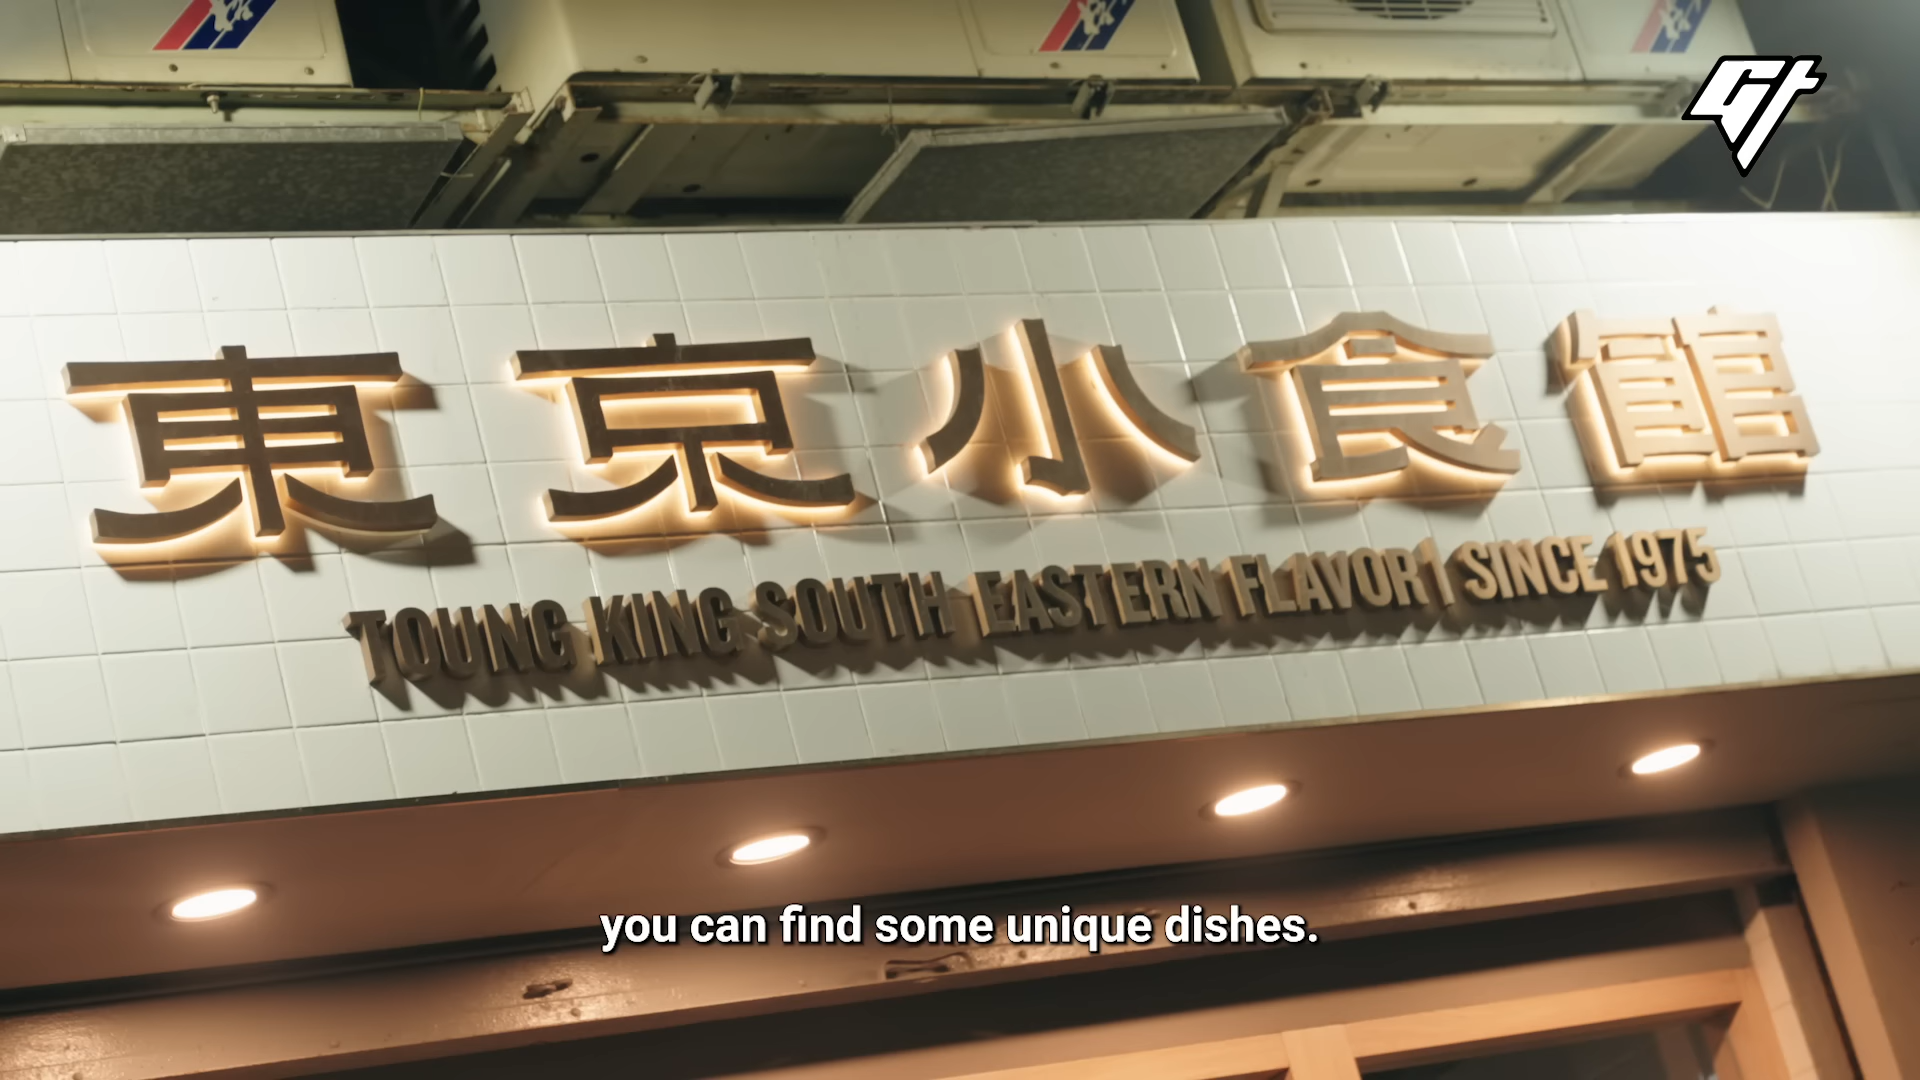 東京小食館
TOUNG KING SOUTH EASTERN FLAVOR | SINCE 1975
you can find some unique dishes.